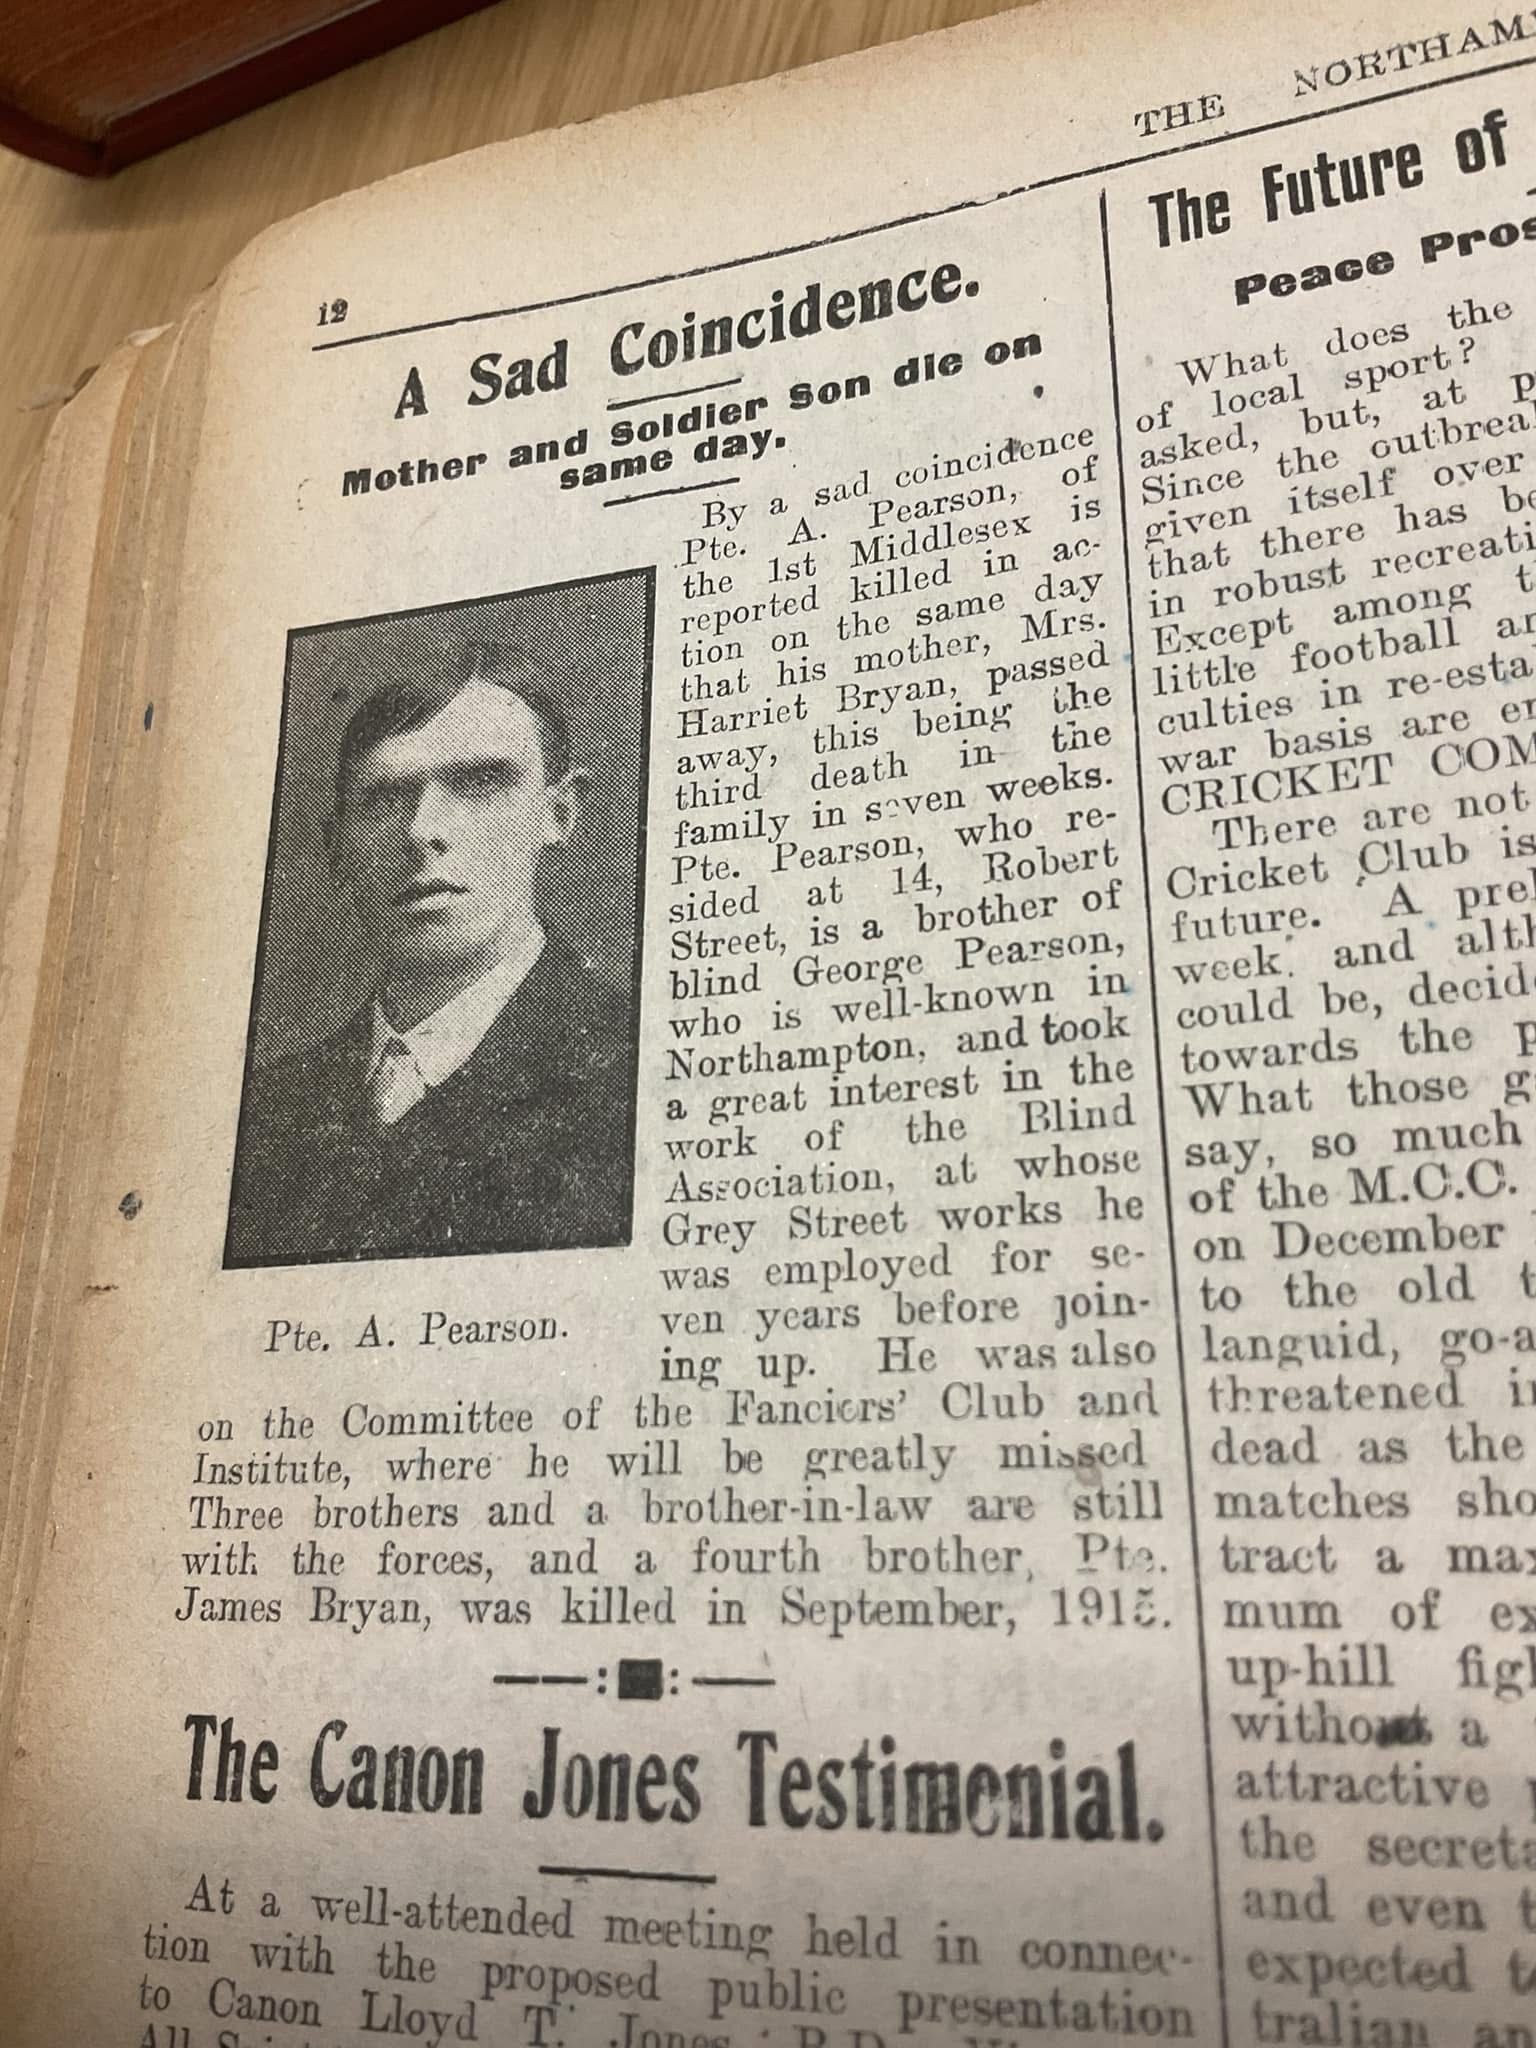 THE NORTHAM
12
A Sad Coincidence.
Mother and Soldier Son die on
same day.
By a sad coincidence
Pte. A. Pearson, of
the 1st Middlesex is
reported killed in ac-
tion on the same day
that his mother, Mrs.
Harriet Bryan, passed
away, this being the
third death in the
family in seven weeks.
Pte. Pearson, who re-
sided at 14, Robert
Street, is a brother of
blind George Pearson,
who is well-known in
Northampton, and took
a great interest in the
work of the Blind
Association, at whose
Grey Street works he
was employed for se-
ven years before join-
ing up. He was also
Pte. A. Pearson.
on the Committee of the Fanciers' Club and
Institute, where he will be greatly missed
Three brothers and a brother-in-law are still
with the forces, and a fourth brother, Pte.
James Bryan, was killed in September, 1915.
The Canon Jones Testimonial.
At a well-attended meeting held in connec-
tion with the proposed public presentation
to Canon Lloyd T. Jones
The Future of
Peace Pros
What does the
of local sport?
asked, but, at p
Since the outbrea
given itself over
that there has be
in robust recreati
Except among t
little football an
culties in re-esta
war basis are en
CRICKET COM
There are not
Cricket Club is
future. A prel
week. and alth
could be, decid
towards the p
What those g
say, so much
of the M.C.C.
on December
to the old t
languid, go-a
threatened i
dead as the
matches sho
tract a max
mum of ex
up-hill figh
without a
attractive
the secreta
and even t
expected to
tralian an